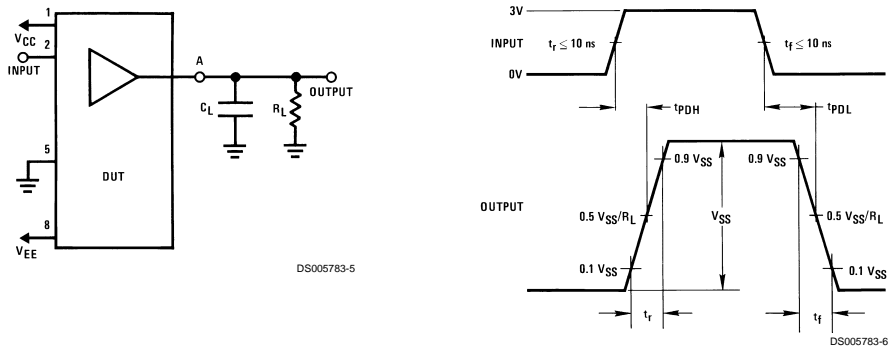 1
VCC
2
INPUT
A
CL
RL
OUTPUT
5
DUT
8
VEE
DS005783-5
3V
INPUT
tr ≤ 10 ns
tf ≤ 10 ns
0V
tPDH
tPDL
0.9 VSS
0.9 VSS
OUTPUT
0.5 VSS/RL
VSS
0.5 VSS/RL
0.1 VSS
0.1 VSS
tr
tf
DS005783-6